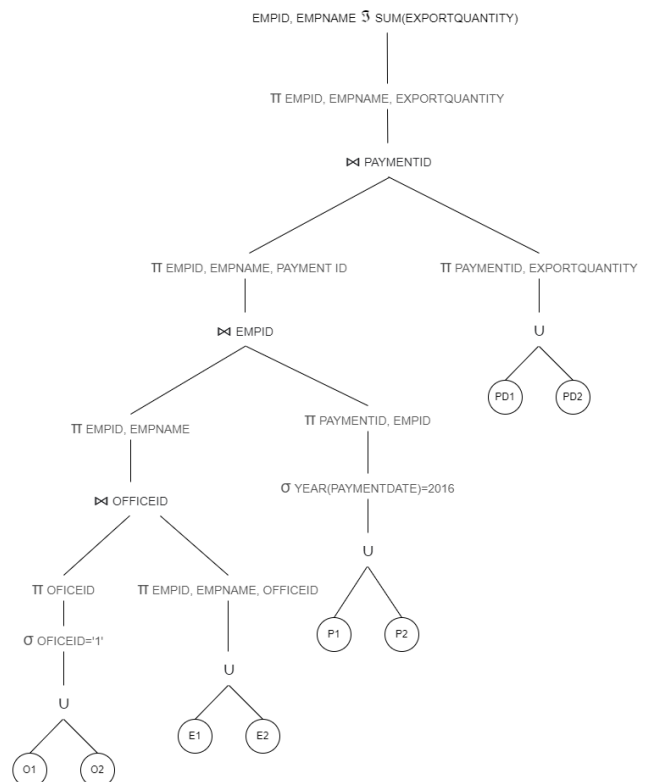 EMPID, EMPNAME ℑ SUM(EXPORTQUANTITY)
π EMPID, EMPNAME, EXPORTQUANTITY
⋈ PAYMENTID
π EMPID, EMPNAME, PAYMENT ID
π PAYMENTID, EXPORTQUANTITY
⋈ EMPID
U
PD1
PD2
π EMPID, EMPNAME
π PAYMENTID, EMPID
σ YEAR(PAYMENTDATE)=2016
⋈ OFFICEID
U
π OFICEID
π EMPID, EMPNAME, OFFICEID
P1
P2
σ OFICEID='1'
U
U
E1
E2
O1
O2